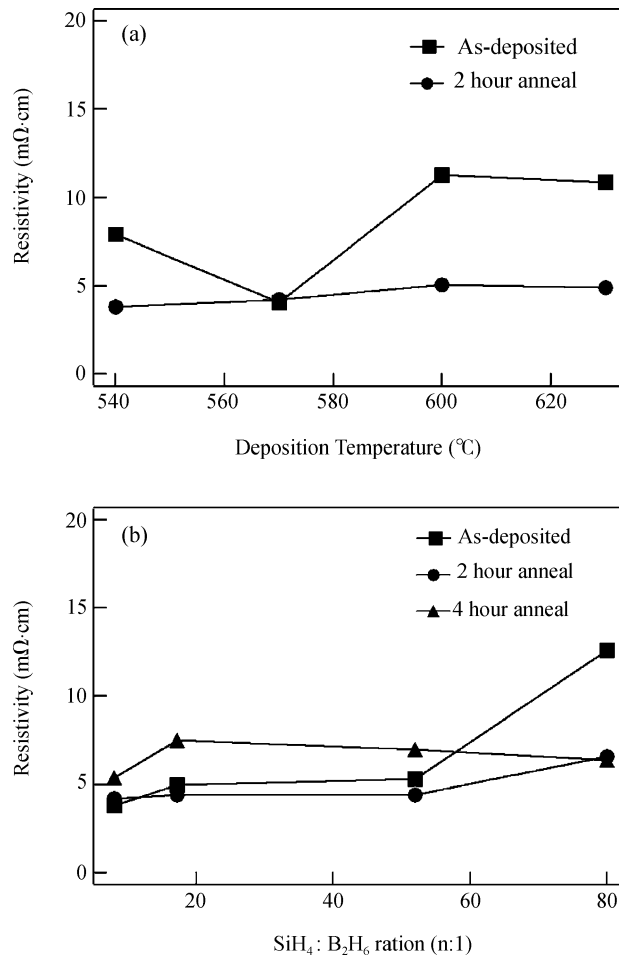 (a)
As-deposited
2 hour anneal
Resistivity (mΩ·cm)
20
15
10
5
0
540 560 580 600 620
Deposition Temperature (℃)
(b)
As-deposited
2 hour anneal
4 hour anneal
Resistivity (mΩ·cm)
20
15
10
5
0
20 40 60 80
SiH₄ : B₂H₆ ration (n:1)